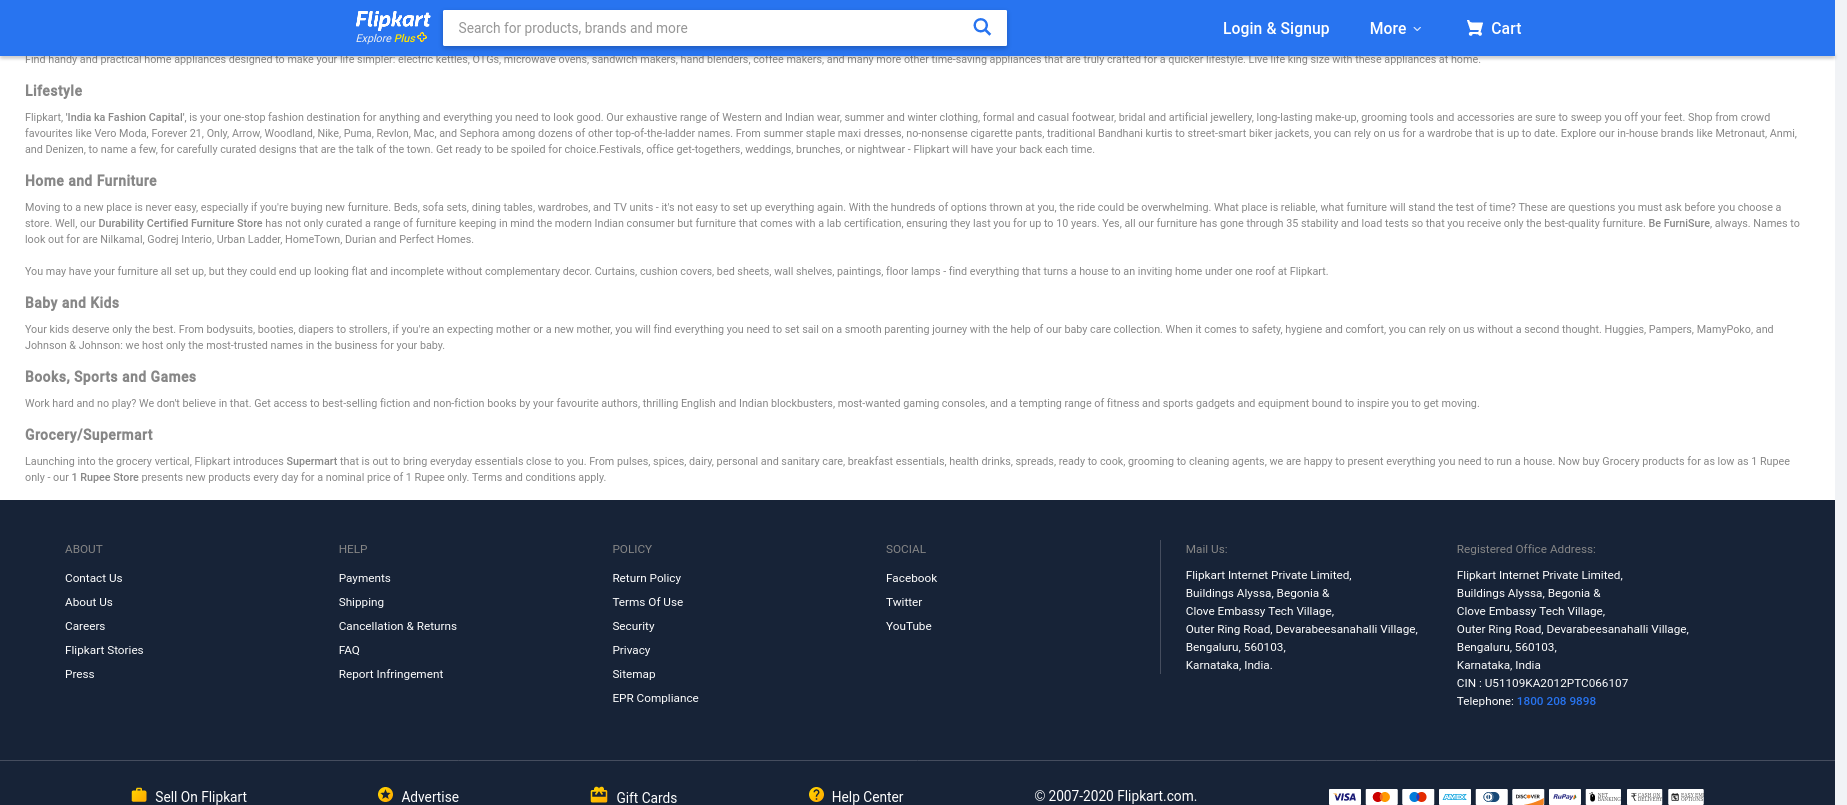 Flipkart
Explore Plus
Search for products, brands and more
Login & Signup
More
Cart
Find handy and practical home appliances designed to make your life simpler: electric kettles, OTGs, microwave ovens, sandwich makers, hand blenders, coffee makers, and many more other time-saving appliances that are truly crafted for a quicker lifestyle. Live life king size with these appliances at home.
Lifestyle
Flipkart, 'India ka Fashion Capital', is your one-stop fashion destination for anything and everything you need to look good. Our exhaustive range of Western and Indian wear, summer and winter clothing, formal and casual footwear, bridal and artificial jewellery, long-lasting make-up, grooming tools and accessories are sure to sweep you off your feet. Shop from crowd
favourites like Vero Moda, Forever 21, Only, Arrow, Woodland, Nike, Puma, Revlon, Mac, and Sephora among dozens of other top-of-the-ladder names. From summer staple maxi dresses, no-nonsense cigarette pants, traditional Bandhani kurtis to street-smart biker jackets, you can rely on us for a wardrobe that is up to date. Explore our in-house brands like Metronaut, Anmi,
and Denizen, to name a few, for carefully curated designs that are the talk of the town. Get ready to be spoiled for choice.Festivals, office get-togethers, weddings, brunches, or nightwear - Flipkart will have your back each time.
Home and Furniture
Moving to a new place is never easy, especially if you're buying new furniture. Beds, sofa sets, dining tables, wardrobes, and TV units - it's not easy to set up everything again. With the hundreds of options thrown at you, the ride could be overwhelming. What place is reliable, what furniture will stand the test of time? These are questions you must ask before you choose a
store. Well, our Durability Certified Furniture Store has not only curated a range of furniture keeping in mind the modern Indian consumer but furniture that comes with a lab certification, ensuring they last you for up to 10 years. Yes, all our furniture has gone through 35 stability and load tests so that you receive only the best-quality furniture. Be FurniSure, always. Names to
look out for are Nilkamal, Godrej Interio, Urban Ladder, HomeTown, Durian and Perfect Homes.
You may have your furniture all set up, but they could end up looking flat and incomplete without complementary decor. Curtains, cushion covers, bed sheets, wall shelves, paintings, floor lamps - find everything that turns a house to an inviting home under one roof at Flipkart.
Baby and Kids
Your kids deserve only the best. From bodysuits, booties, diapers to strollers, if you're an expecting mother or a new mother, you will find everything you need to set sail on a smooth parenting journey with the help of our baby care collection. When it comes to safety, hygiene and comfort, you can rely on us without a second thought. Huggies, Pampers, MamyPoko, and
Johnson & Johnson: we host only the most-trusted names in the business for your baby.
Books, Sports and Games
Work hard and no play? We don't believe in that. Get access to best-selling fiction and non-fiction books by your favourite authors, thrilling English and Indian blockbusters, most-wanted gaming consoles, and a tempting range of fitness and sports gadgets and equipment bound to inspire you to get moving.
Grocery/Supermart
Launching into the grocery vertical, Flipkart introduces Supermart that is out to bring everyday essentials close to you. From pulses, spices, dairy, personal and sanitary care, breakfast essentials, health drinks, spreads, ready to cook, grooming to cleaning agents, we are happy to present everything you need to run a house. Now buy Grocery products for as low as 1 Rupee
only - our 1 Rupee Store presents new products every day for a nominal price of 1 Rupee only. Terms and conditions apply.
ABOUT
Contact Us
About Us
Careers
Flipkart Stories
Press
HELP
Payments
Shipping
Cancellation & Returns
FAQ
Report Infringement
POLICY
Return Policy
Terms Of Use
Security
Privacy
Sitemap
EPR Compliance
SOCIAL
Facebook
Twitter
YouTube
Mail Us:
Flipkart Internet Private Limited,
Buildings Alyssa, Begonia &
Clove Embassy Tech Village,
Outer Ring Road, Devarabeesanahalli Village,
Bengaluru, 560103,
Karnataka, India.
Registered Office Address:
Flipkart Internet Private Limited,
Buildings Alyssa, Begonia &
Clove Embassy Tech Village,
Outer Ring Road, Devarabeesanahalli Village,
Bengaluru, 560103,
Karnataka, India
CIN : U51109KA2012PTC066107
Telephone: 1800 208 9898
Sell On Flipkart
Advertise
Gift Cards
Help Center
© 2007-2020 Flipkart.com.
VISA
AMEX
DISCOVER
RuPay
NET BANKING
CASH ON DELIVERY
EASY EMI OPTIONS